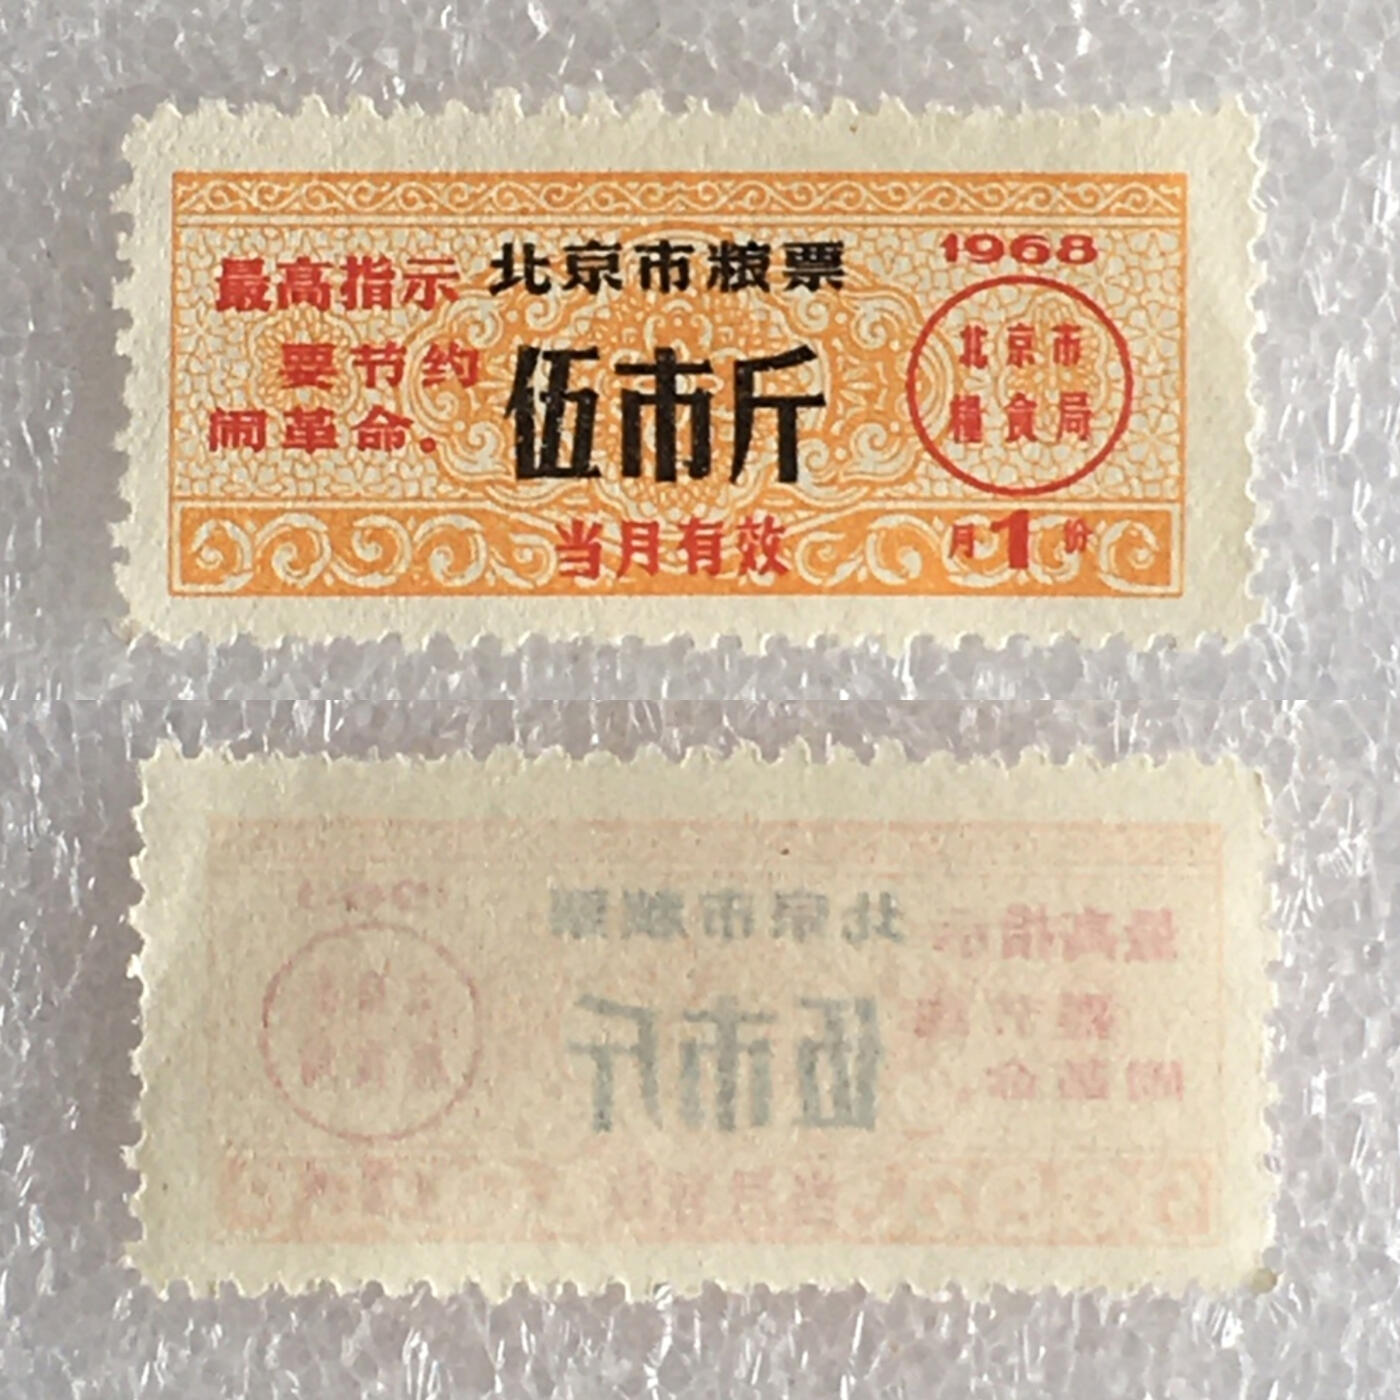 最高指示
要节约
闹革命。
北京市粮票
伍市斤
当月有效
1968
北京市
糧食局
月1份